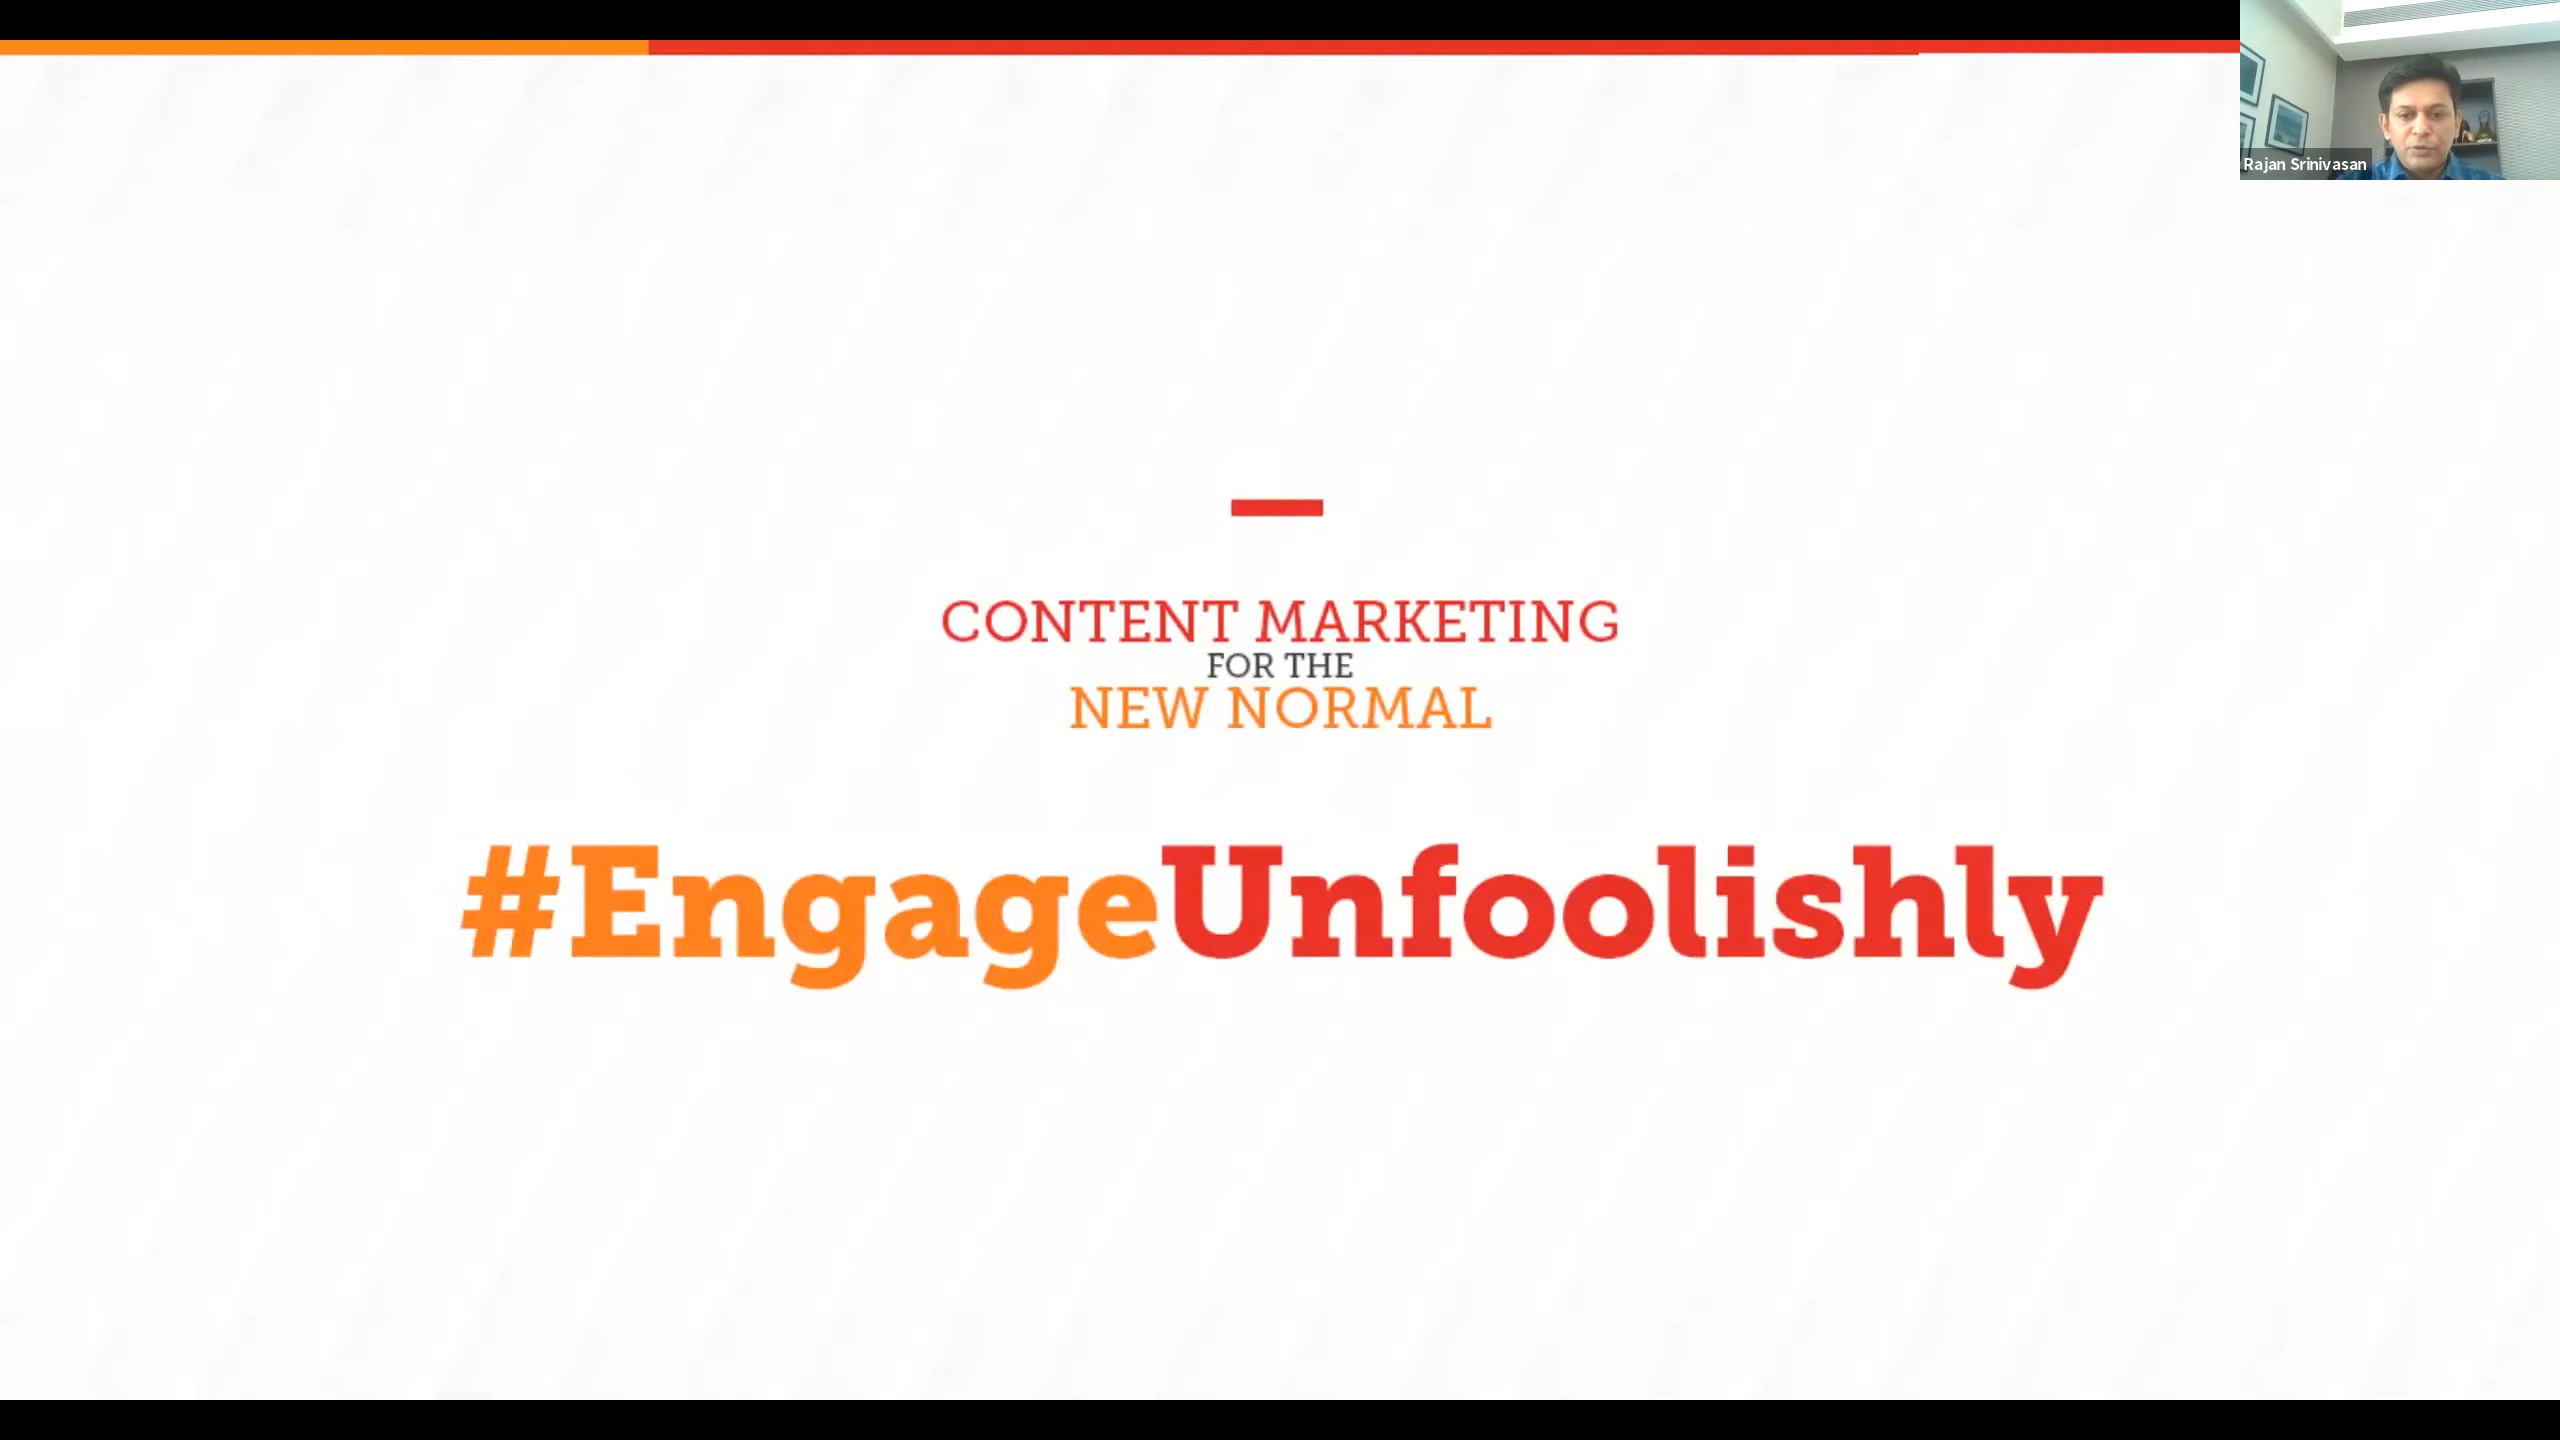 Rajan Srinivasan
CONTENT MARKETING
FOR THE
NEW NORMAL
#EngageUnfoolishly